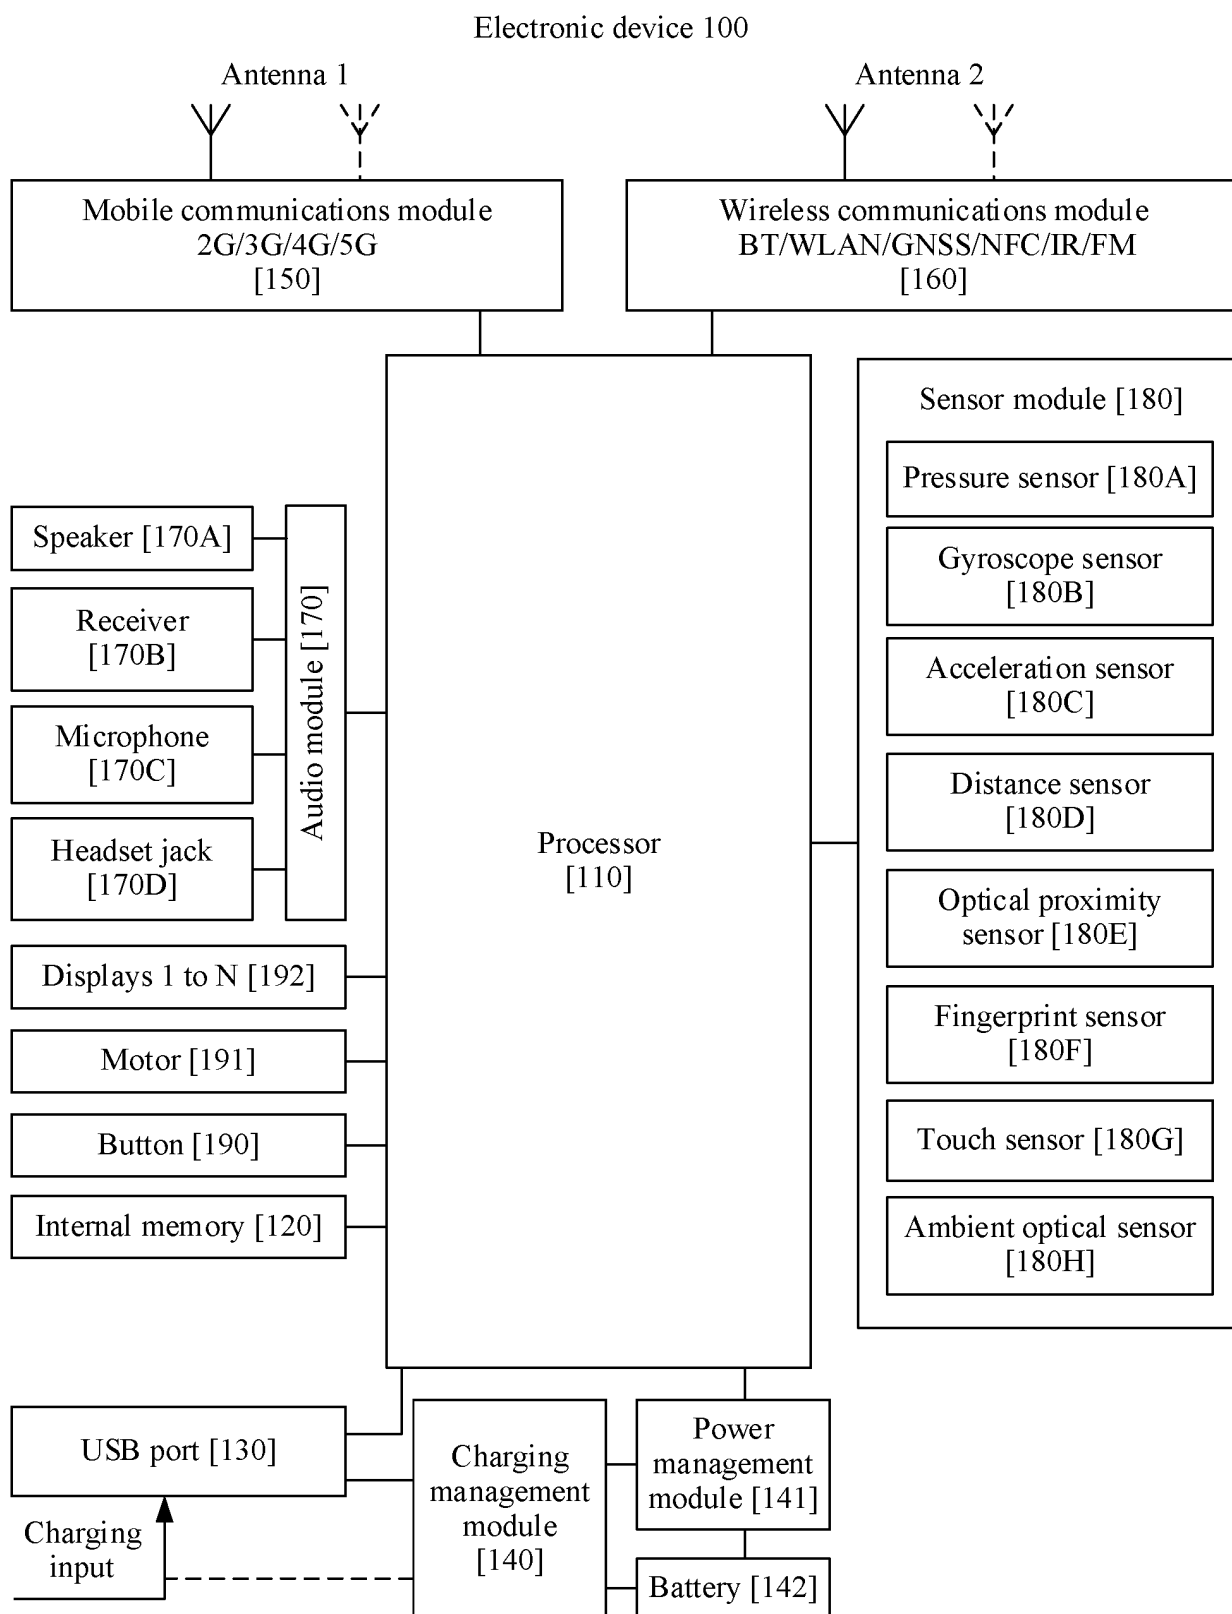 Electronic device 100
Antenna 1
Antenna 2
Mobile communications module
2G/3G/4G/5G
[150]
Wireless communications module
BT/WLAN/GNSS/NFC/IR/FM
[160]
Speaker [170A]
Receiver
[170B]
Microphone
[170C]
Headset jack
[170D]
Audio module [170]
Displays 1 to N [192]
Motor [191]
Button [190]
Internal memory [120]
Processor
[110]
Sensor module [180]
Pressure sensor [180A]
Gyroscope sensor
[180B]
Acceleration sensor
[180C]
Distance sensor
[180D]
Optical proximity
sensor [180E]
Fingerprint sensor
[180F]
Touch sensor [180G]
Ambient optical sensor
[180H]
USB port [130]
Charging
input
Charging
management
module
[140]
Power
management
module [141]
Battery [142]